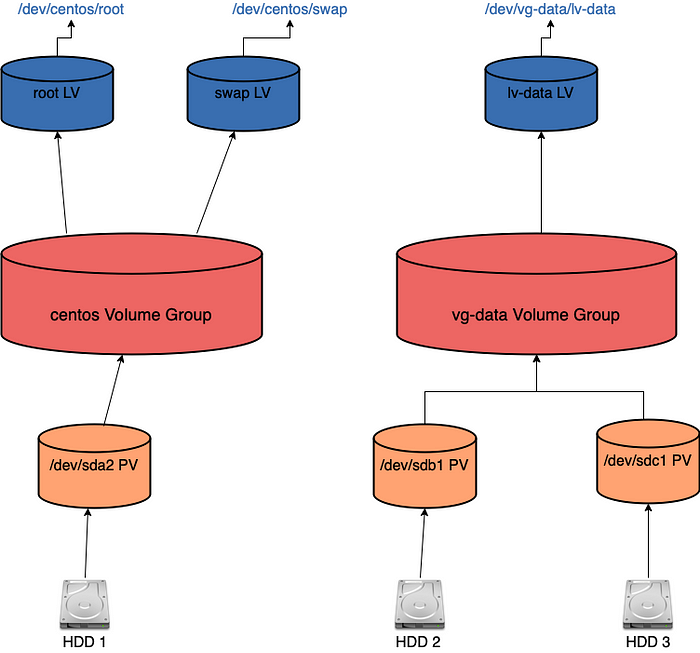 /dev/centos/root
/dev/centos/swap
/dev/vg-data/lv-data
root LV
swap LV
lv-data LV
centos Volume Group
vg-data Volume Group
/dev/sda2 PV
/dev/sdb1 PV
/dev/sdc1 PV
HDD 1
HDD 2
HDD 3